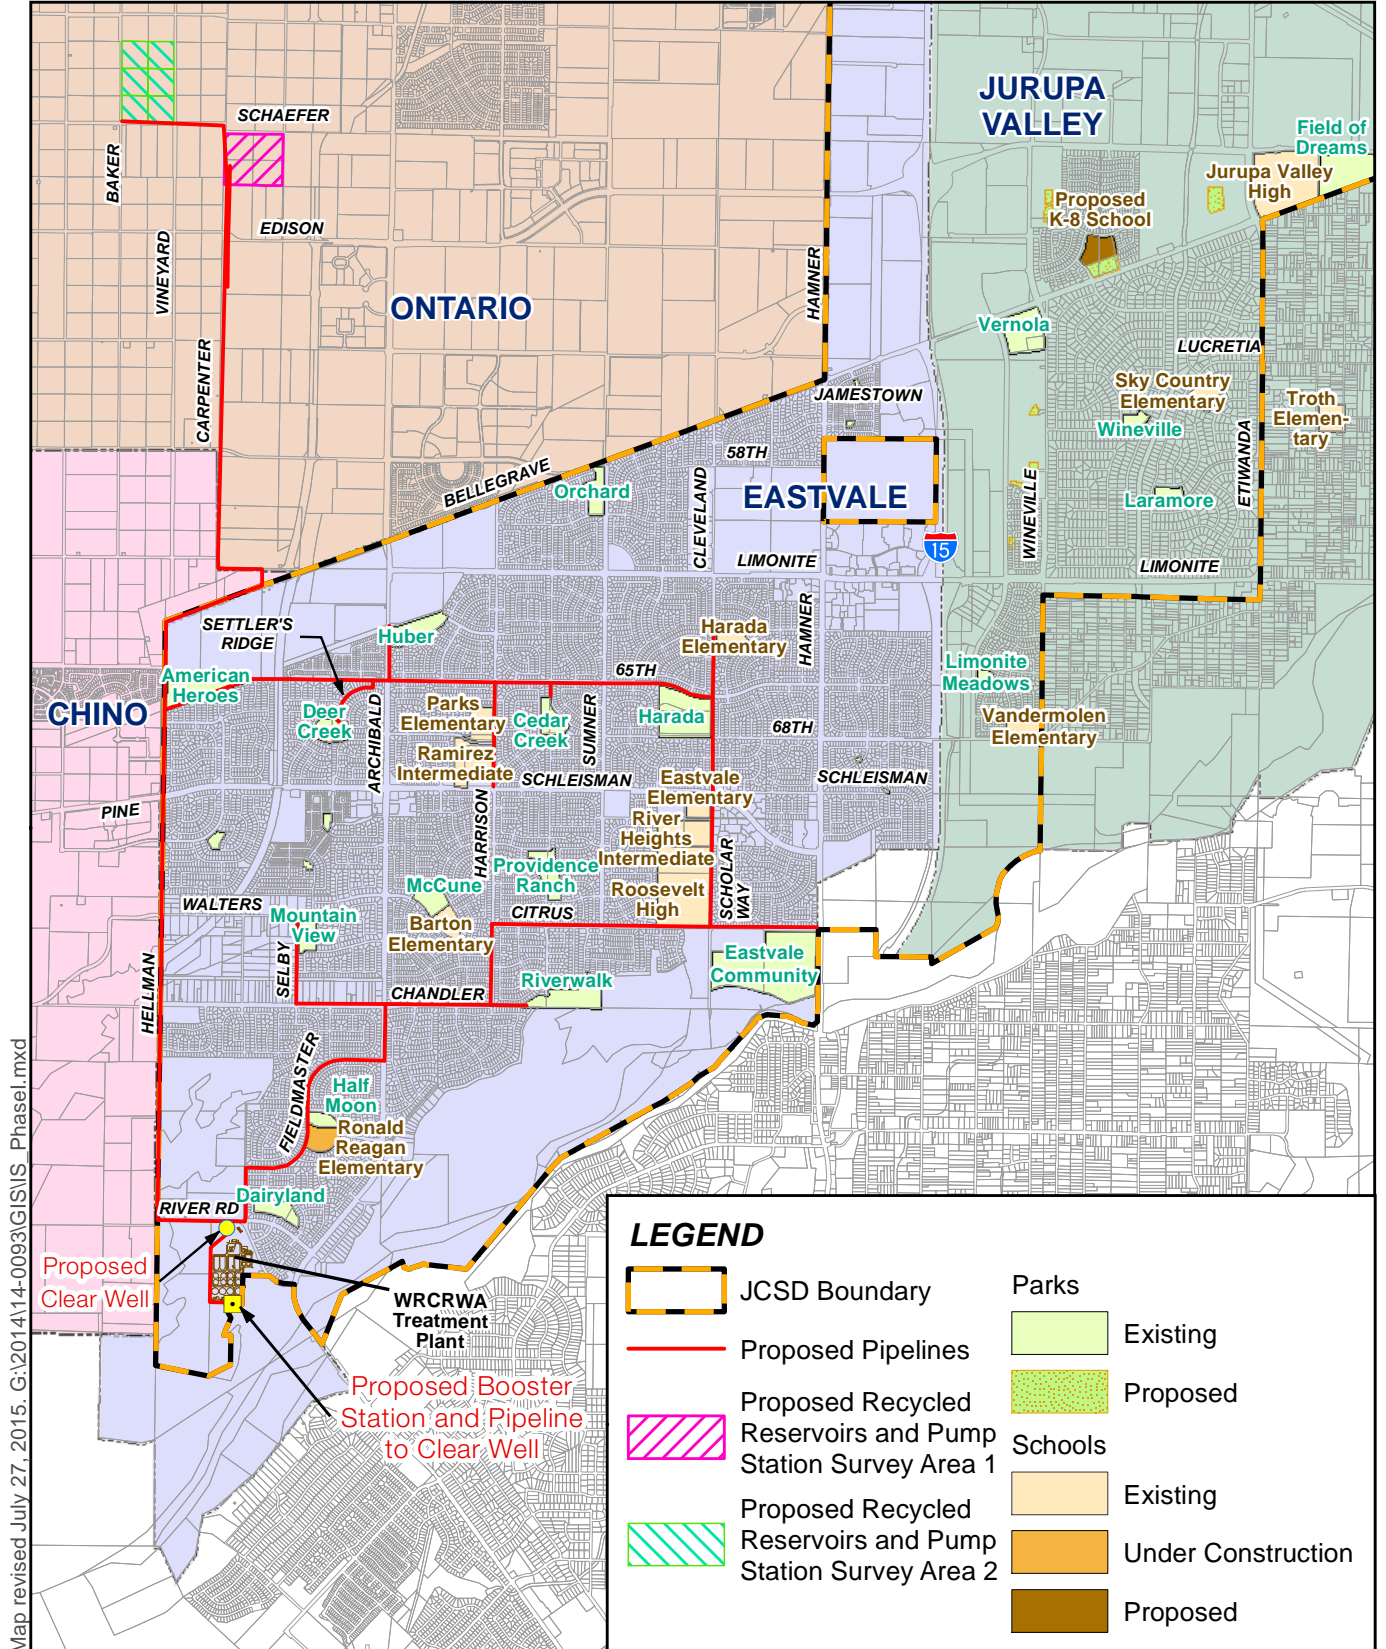 SCHAEFER
BAKER
VINEYARD
EDISON
CARPENTER
ONTARIO
HAMNER
JURUPA
VALLEY
Field of
Dreams
Jurupa Valley
High
Proposed
K-8 School
Vernola
LUCRETIA
Sky Country
Elementary
Wineville
Troth
Elemen-
tary
ETIWANDA
Laramore
WINEVILLE
LIMONITE
JAMESTOWN
58TH
BELLEGRAVE
Orchard
CLEVELAND
EASTVALE
15
LIMONITE
HAMNER
SETTLER'S
RIDGE
Huber
Harada
Elementary
65TH
American
Heroes
CHINO
Deer
Creek
ARCHIBALD
Parks
Elementary
Cedar
Creek
SUMNER
Harada
68TH
Limonite
Meadows
Vandermolen
Elementary
Ramirez
Intermediate
SCHLEISMAN
Eastvale
Elementary
SCHLEISMAN
PINE
HARRISON
River
Heights
Intermediate
Providence
Ranch
McCune
Roosevelt
High
SCHOLAR
WAY
WALTERS
Mountain
View
Barton
Elementary
CITRUS
SELBY
HELLMAN
Eastvale
Community
Riverwalk
CHANDLER
FIELDMASTER
Half
Moon
Ronald
Reagan
Elementary
Dairyland
RIVER RD
Proposed
Clear Well
WRCRWA
Treatment
Plant
Proposed Booster
Station and Pipeline
to Clear Well
LEGEND
JCSD Boundary
Proposed Pipelines
Proposed Recycled
Reservoirs and Pump
Station Survey Area 1
Proposed Recycled
Reservoirs and Pump
Station Survey Area 2
Parks
Existing
Proposed
Schools
Existing
Under Construction
Proposed
Map revised July 27, 2015. G:\2014\14-0093\GIS\IS_PhaseI.mxd